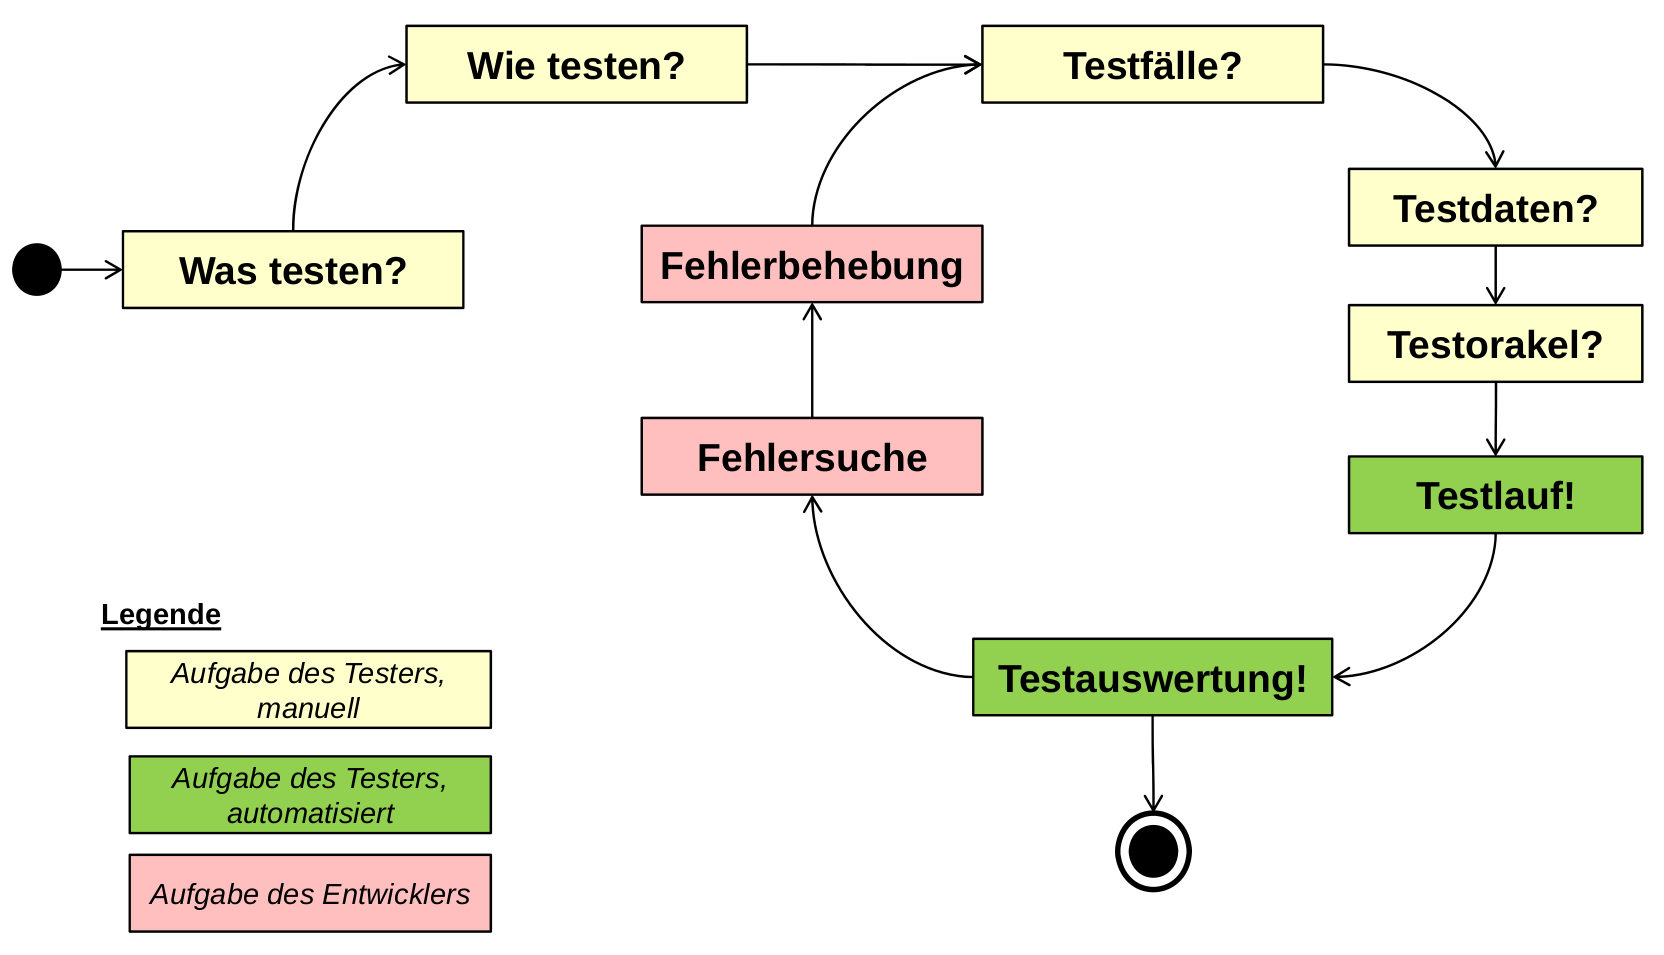 Wie testen?
Testfälle?
Testdaten?
Was testen?
Fehlerbehebung
Testorakel?
Fehlersuche
Testlauf!
Testauswertung!
Legende
Aufgabe des Testers,
manuell
Aufgabe des Testers,
automatisiert
Aufgabe des Entwicklers